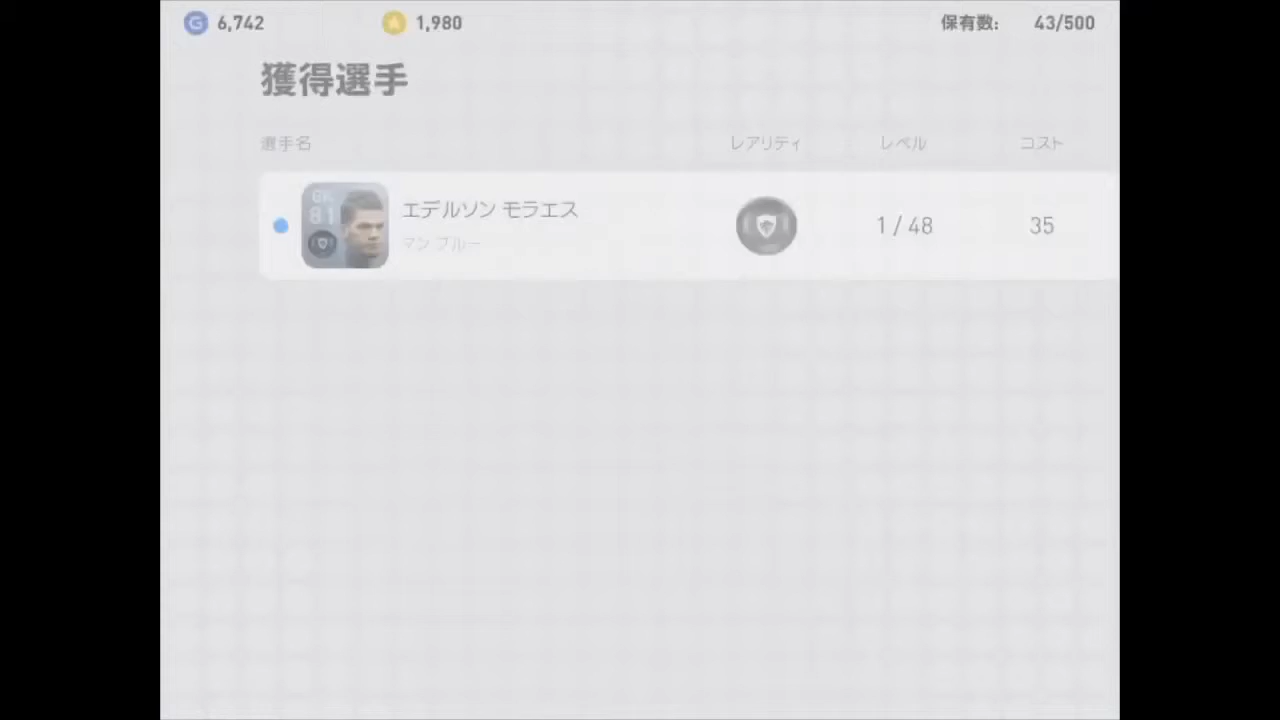 6,742 1,980 保有数: 43/500
獲得選手
選手名 レアリティ レベル コスト
GK
81
エデルソン モラエス
マン ブルー
1 / 48 35